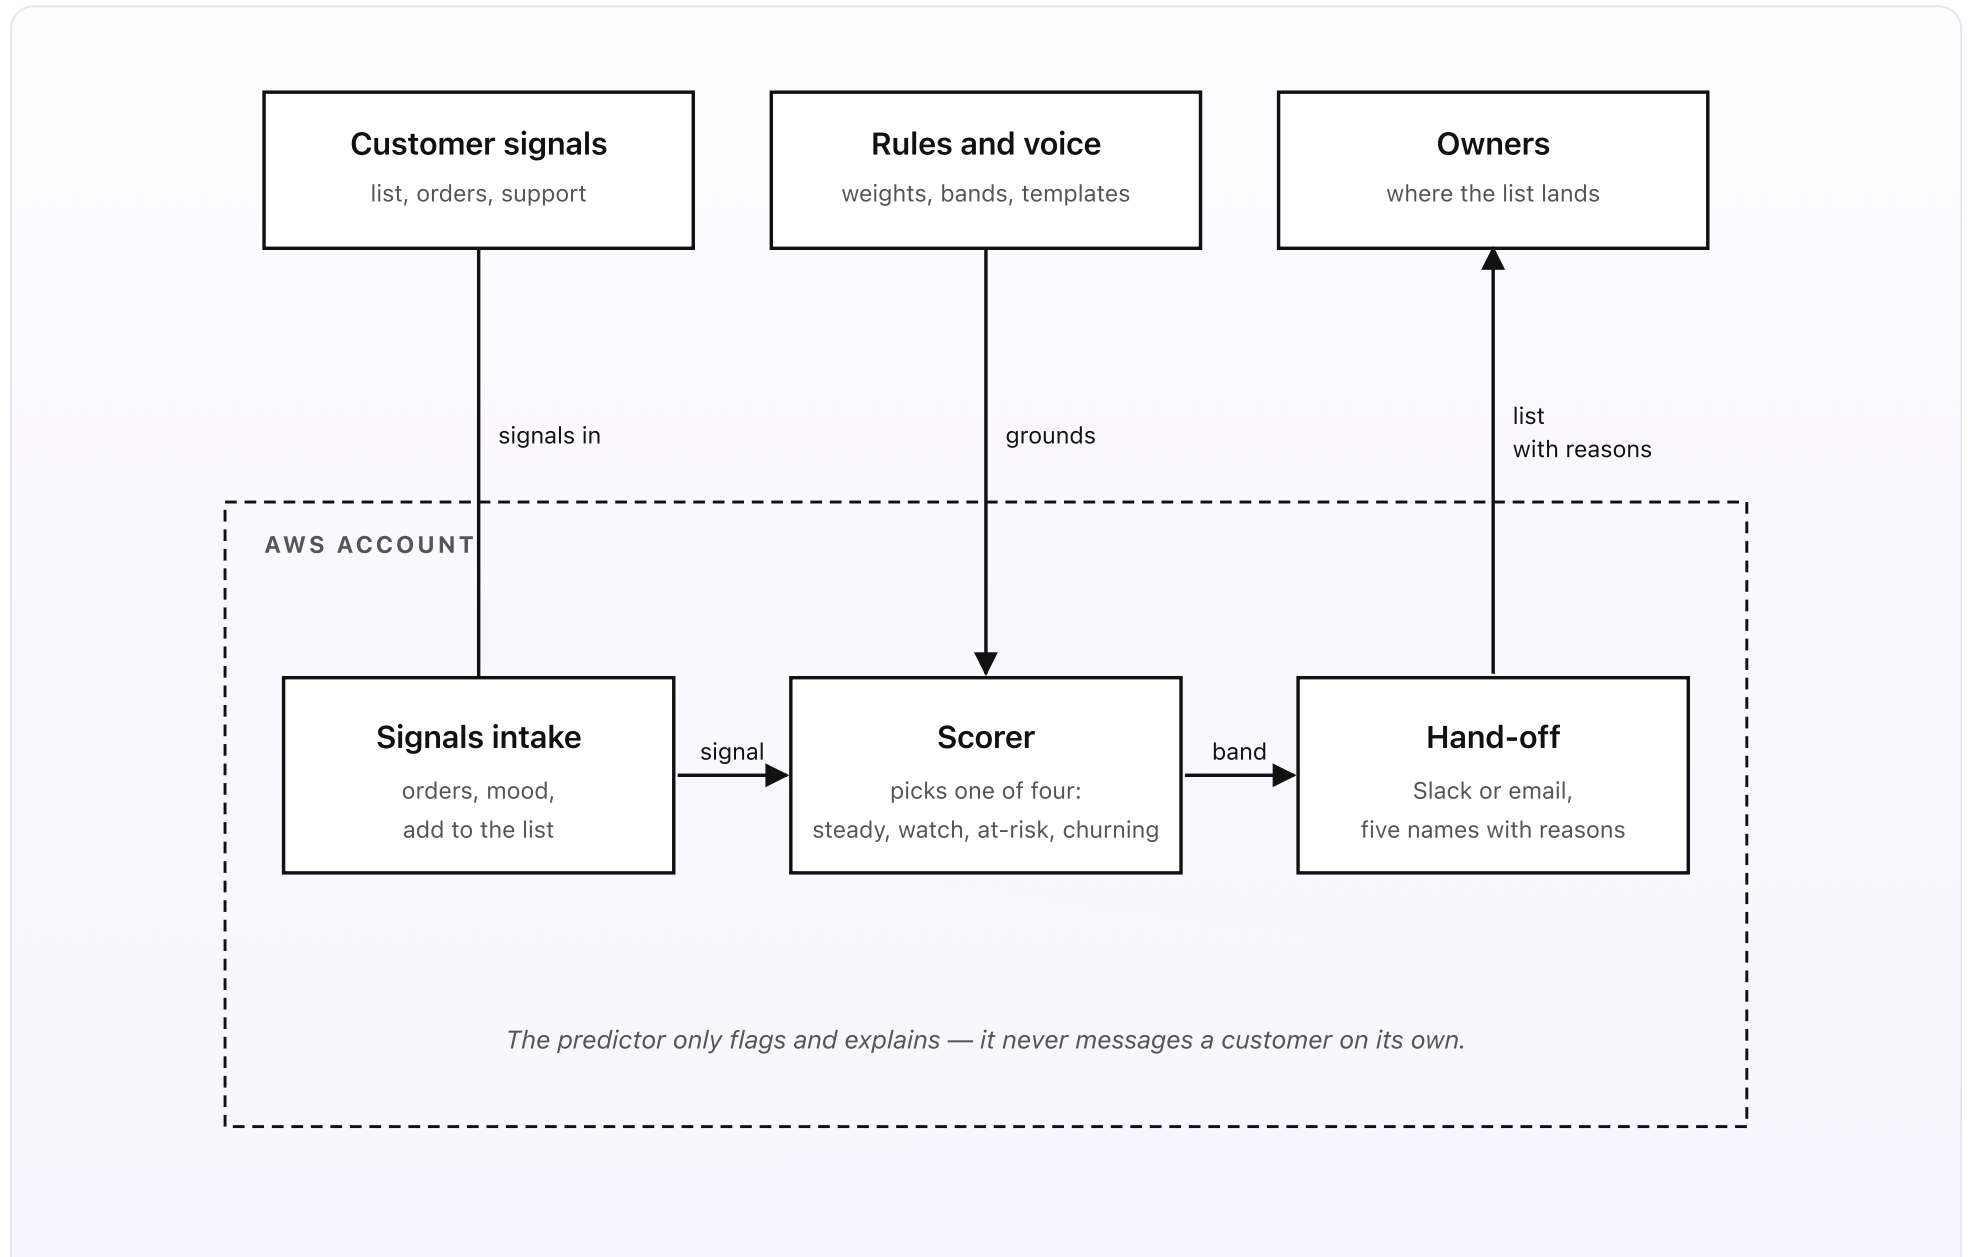 Customer signals
list, orders, support
Rules and voice
weights, bands, templates
Owners
where the list lands
signals in
grounds
list
with reasons
AWS ACCOUNT
Signals intake
orders, mood,
add to the list
signal
Scorer
picks one of four:
steady, watch, at-risk, churning
band
Hand-off
Slack or email,
five names with reasons
The predictor only flags and explains — it never messages a customer on its own.